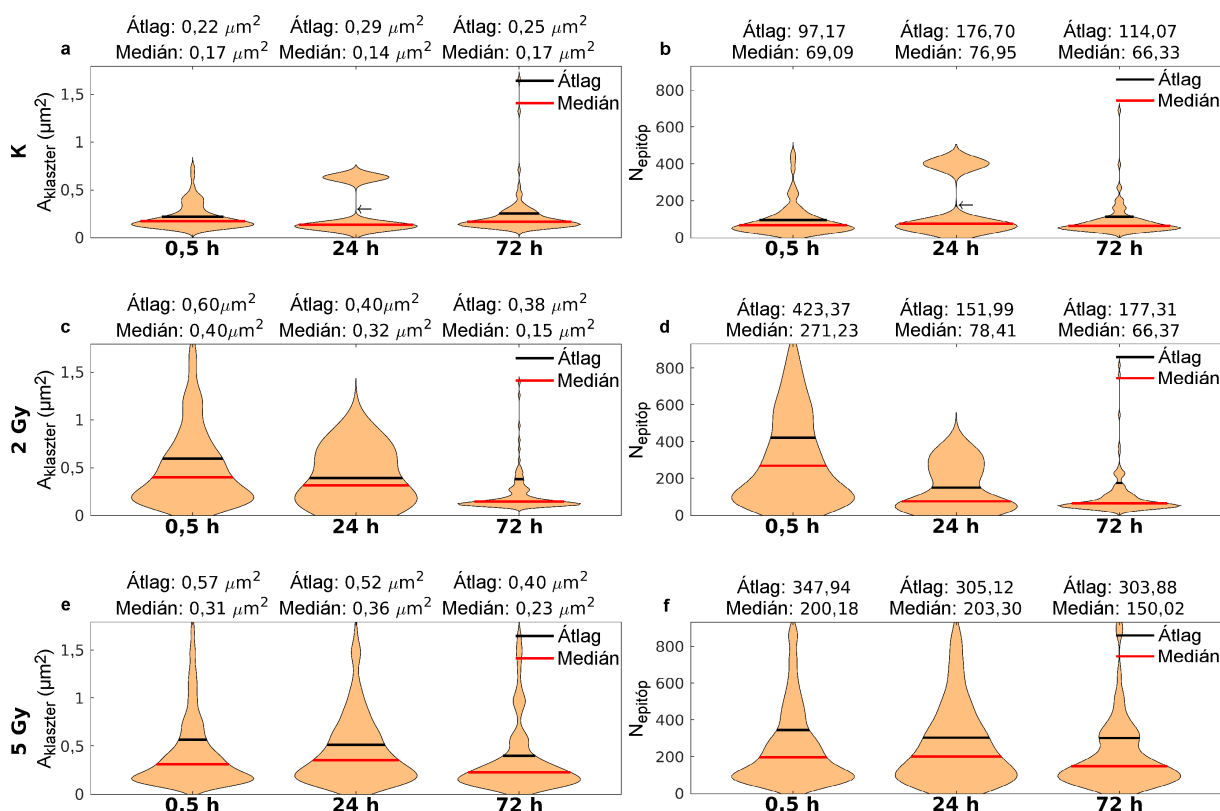 Átlag: 0,22 μm² Átlag: 0,29 μm² Átlag: 0,25 μm²
a Medián: 0,17 μm² Medián: 0,14 μm² Medián: 0,17 μm²
K
A_klaszter (μm²)
1,5
1
0,5
0
Átlag
Medián
←
0,5 h 24 h 72 h
Átlag: 97,17 Átlag: 176,70 Átlag: 114,07
b Medián: 69,09 Medián: 76,95 Medián: 66,33
N_epitóp
800
600
400
200
0
Átlag
Medián
←
0,5 h 24 h 72 h
Átlag: 0,60μm² Átlag: 0,40μm² Átlag: 0,38 μm²
c Medián: 0,40μm² Medián: 0,32 μm² Medián: 0,15 μm²
2 Gy
A_klaszter (μm²)
1,5
1
0,5
0
Átlag
Medián
0,5 h 24 h 72 h
Átlag: 423,37 Átlag: 151,99 Átlag: 177,31
d Medián: 271,23 Medián: 78,41 Medián: 66,37
N_epitóp
800
600
400
200
0
Átlag
Medián
0,5 h 24 h 72 h
Átlag: 0,57 μm² Átlag: 0,52 μm² Átlag: 0,40 μm²
e Medián: 0,31 μm² Medián: 0,36 μm² Medián: 0,23 μm²
5 Gy
A_klaszter (μm²)
1,5
1
0,5
0
Átlag
Medián
0,5 h 24 h 72 h
Átlag: 347,94 Átlag: 305,12 Átlag: 303,88
f Medián: 200,18 Medián: 203,30 Medián: 150,02
N_epitóp
800
600
400
200
0
Átlag
Medián
0,5 h 24 h 72 h